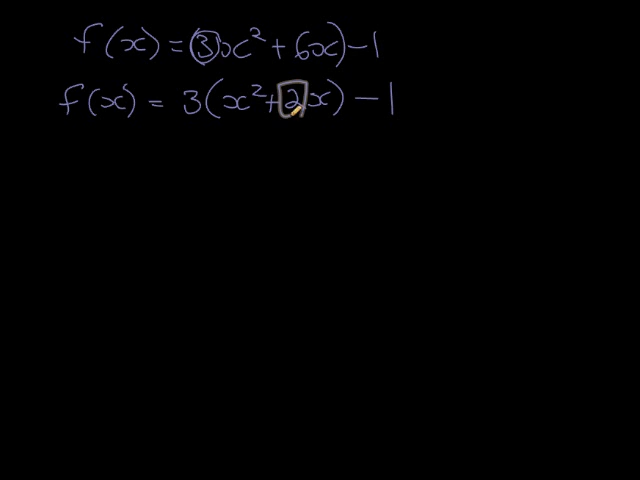 f(x) = 3x² + 6x) - 1
f(x) = 3(x² + 2x) - 1